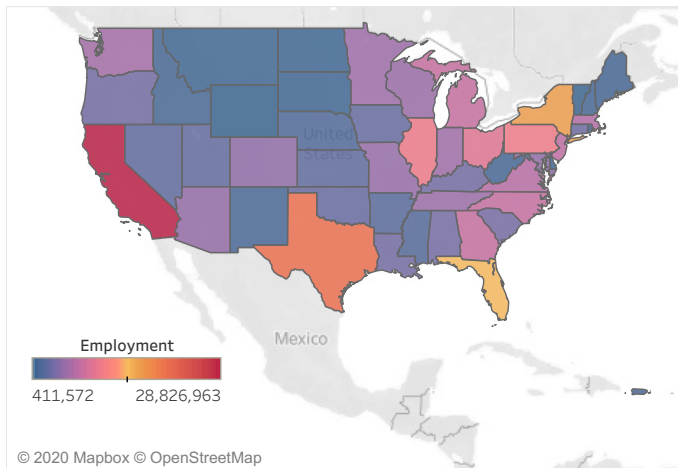 United
States
Mexico
Employment
411,572 28,826,963
© 2020 Mapbox © OpenStreetMap